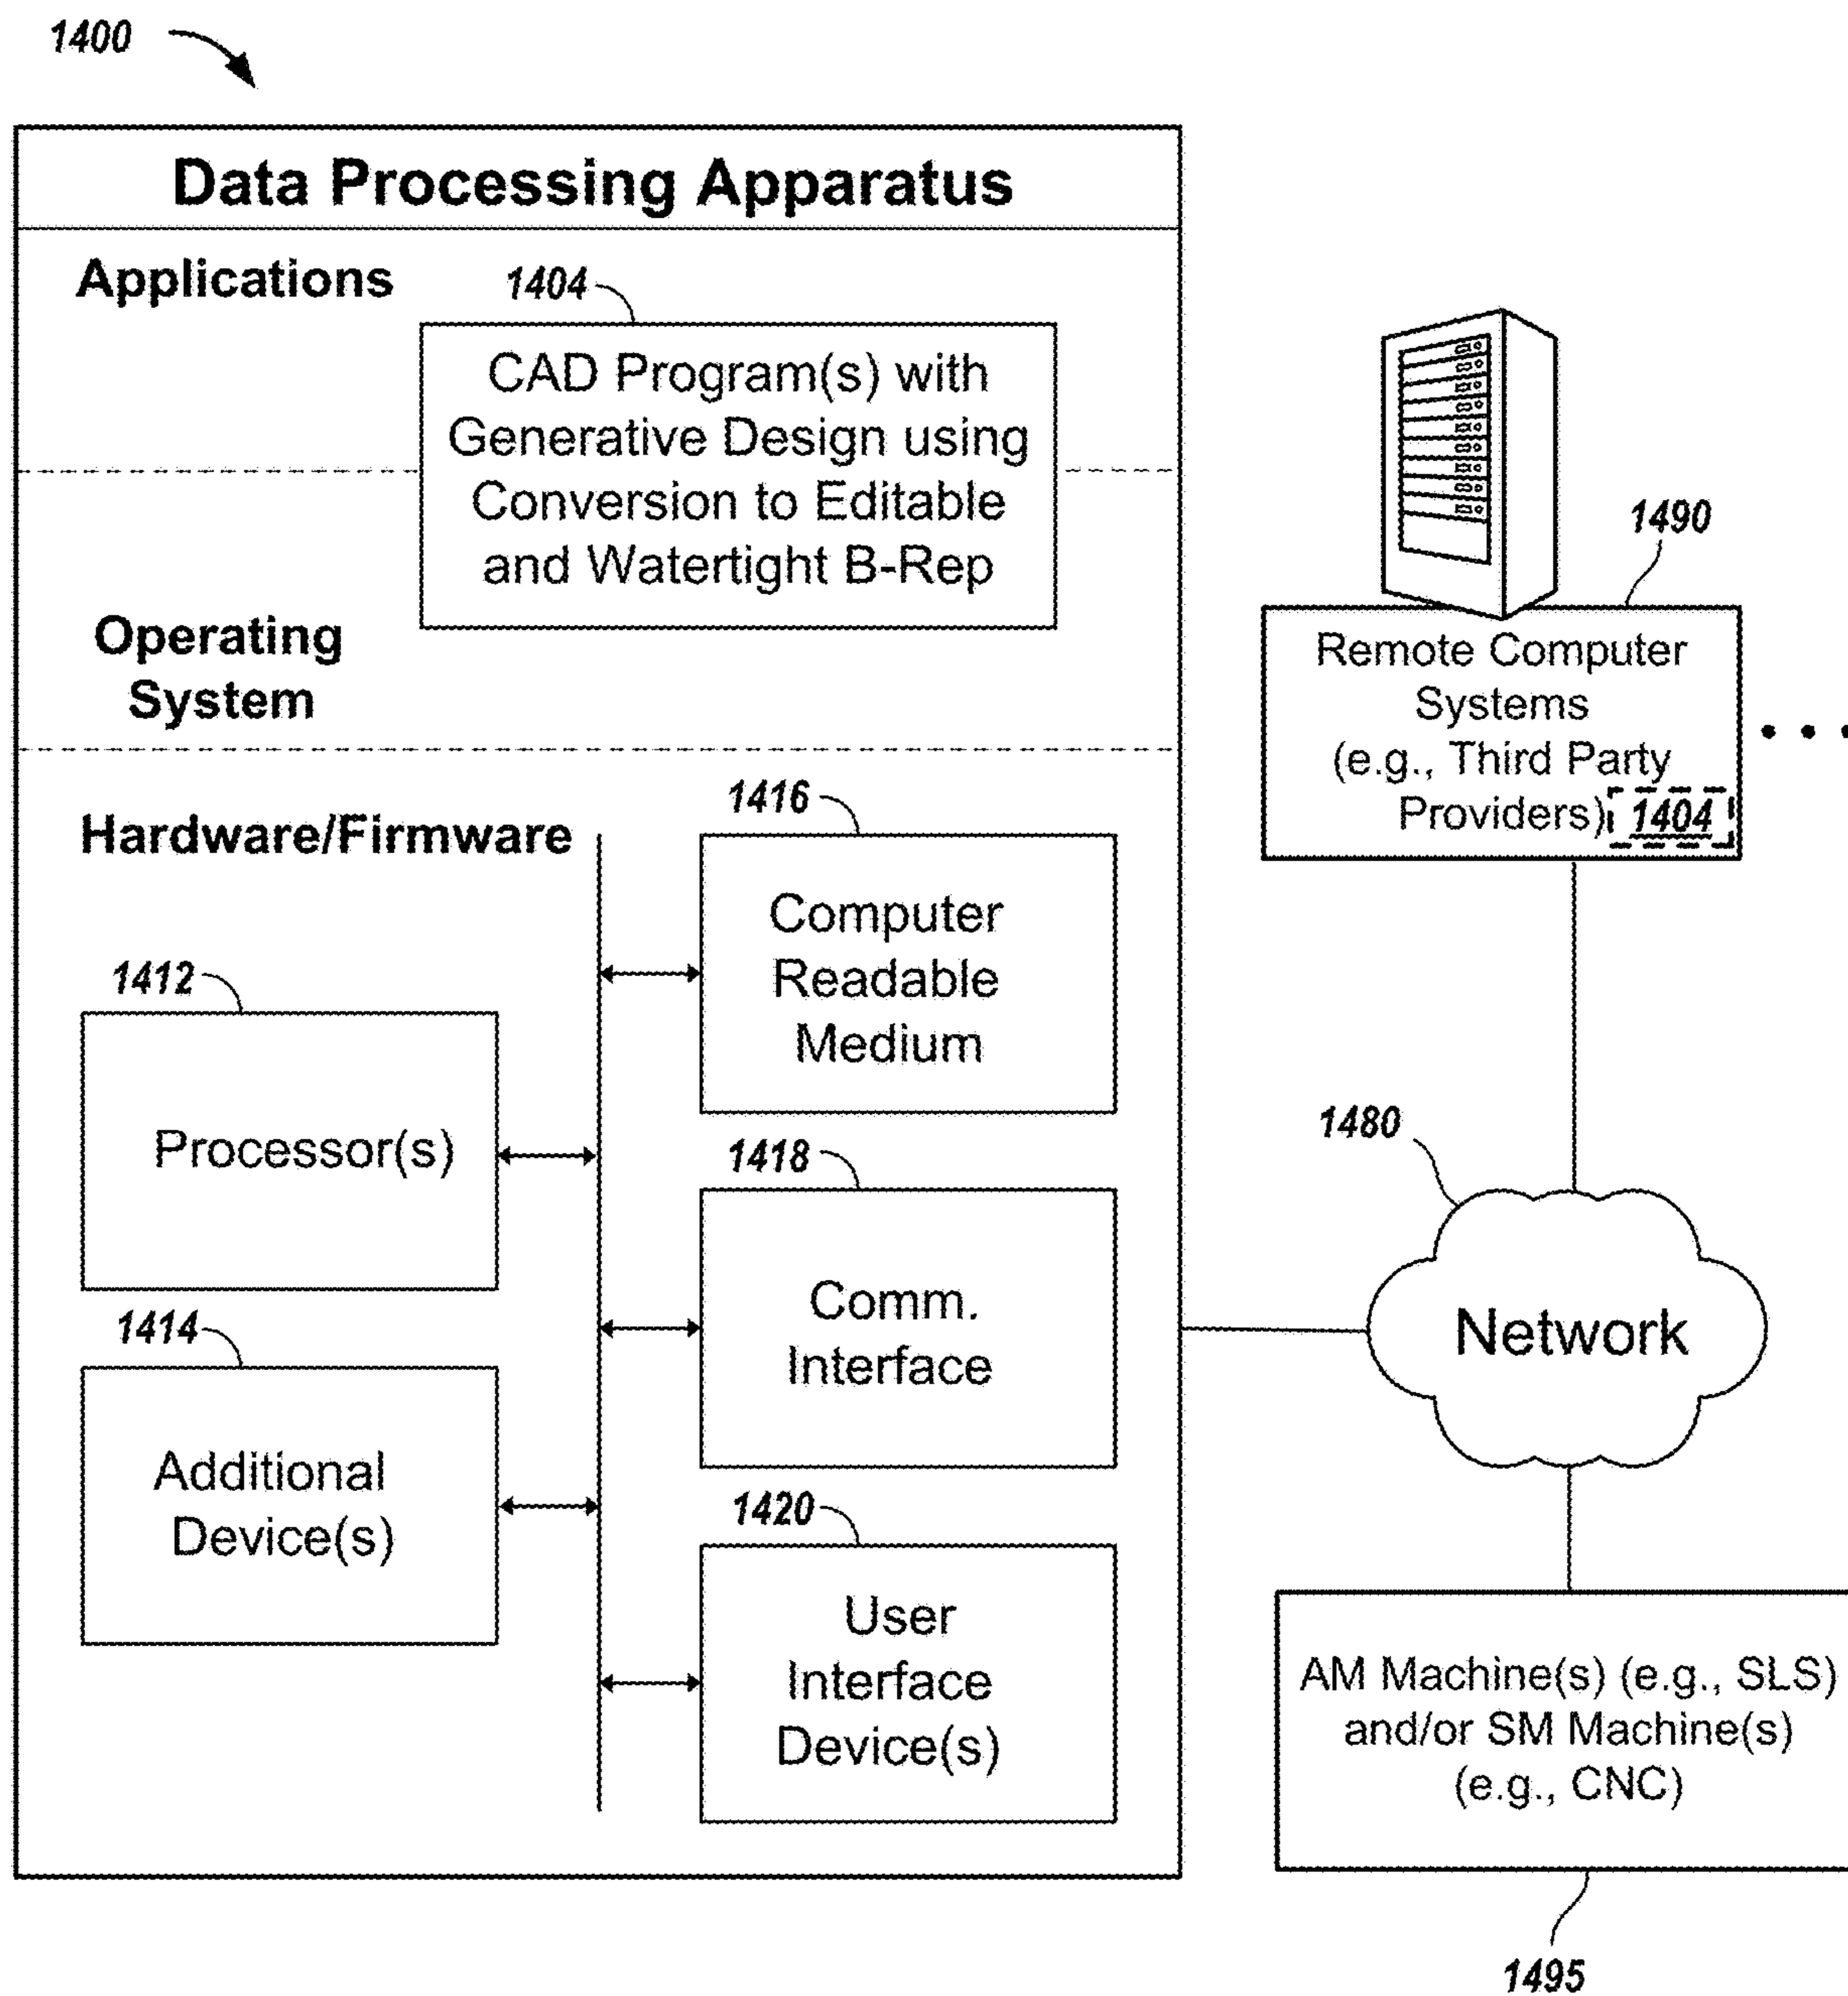 1400
Data Processing Apparatus
Applications
1404
CAD Program(s) with
Generative Design using
Conversion to Editable
and Watertight B-Rep
Operating
System
Hardware/Firmware
1416
Computer
Readable
Medium
1412
Processor(s)
1418
Comm.
Interface
1414
Additional
Device(s)
1420
User
Interface
Device(s)
1490
Remote Computer
Systems
(e.g., Third Party
Providers) 1404
1480
Network
AM Machine(s) (e.g., SLS)
and/or SM Machine(s)
(e.g., CNC)
1495